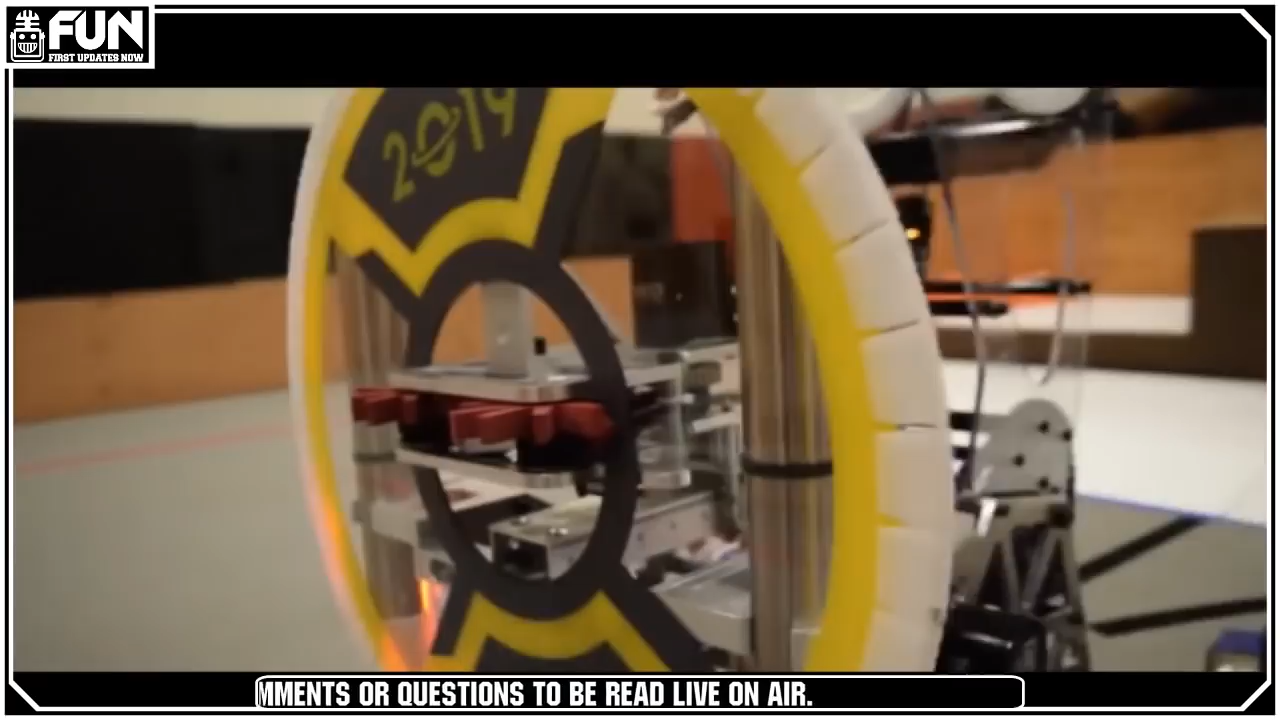 FUN
FIRST UPDATES NOW
2019
MMENTS OR QUESTIONS TO BE READ LIVE ON AIR.